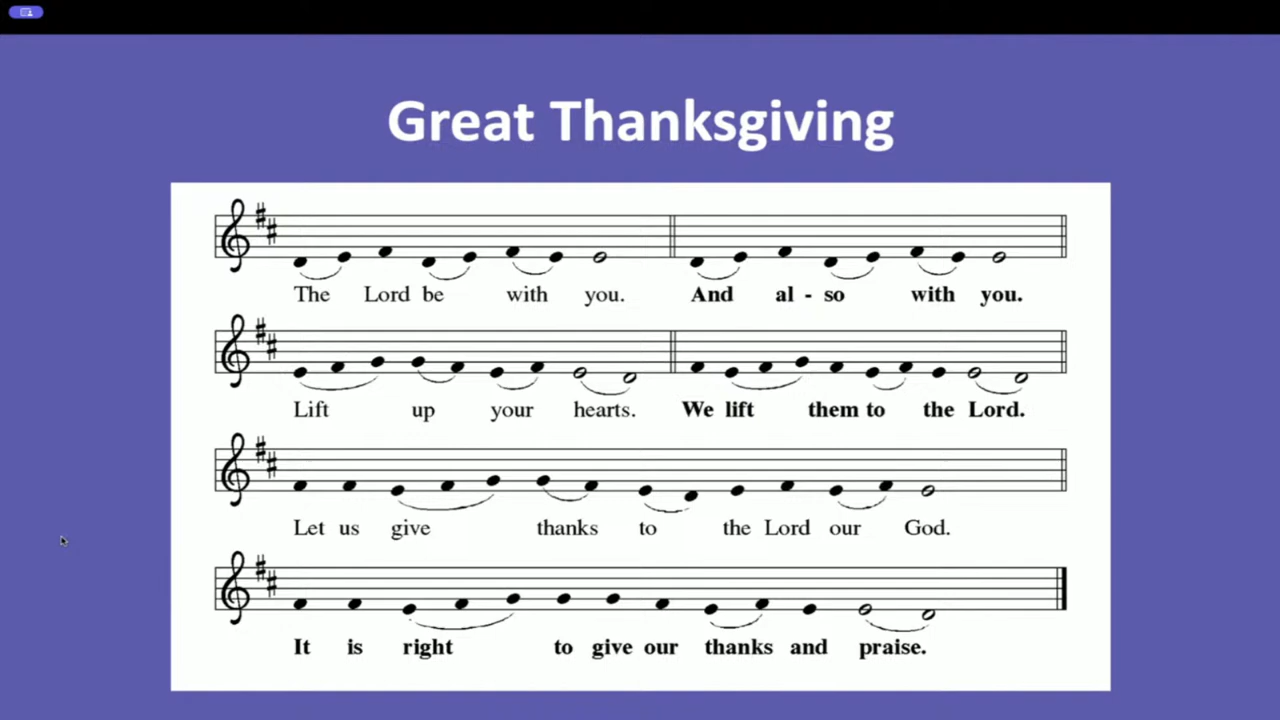 Great Thanksgiving
The Lord be with you. And al - so with you.
Lift up your hearts. We lift them to the Lord.
Let us give thanks to the Lord our God.
It is right to give our thanks and praise.